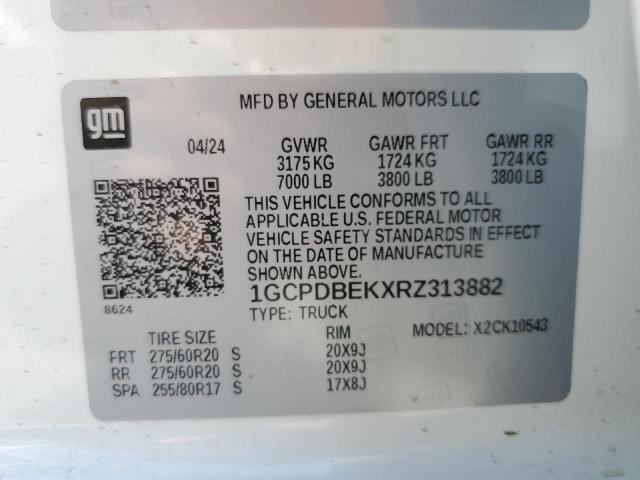 gm
MFD BY GENERAL MOTORS LLC
04/24 GVWR GAWR FRT GAWR RR
3175 KG 1724 KG 1724 KG
7000 LB 3800 LB 3800 LB
THIS VEHICLE CONFORMS TO ALL
APPLICABLE U.S. FEDERAL MOTOR
VEHICLE SAFETY STANDARDS IN EFFECT
ON THE DATE OF MANUFACTURE
SHOWN ABOVE.
1GCPDBEKXRZ313882
8624
TYPE: TRUCK MODEL: X2CK10543
TIRE SIZE RIM
FRT 275/60R20 S 20X9J
RR 275/60R20 S 20X9J
SPA 255/80R17 S 17X8J